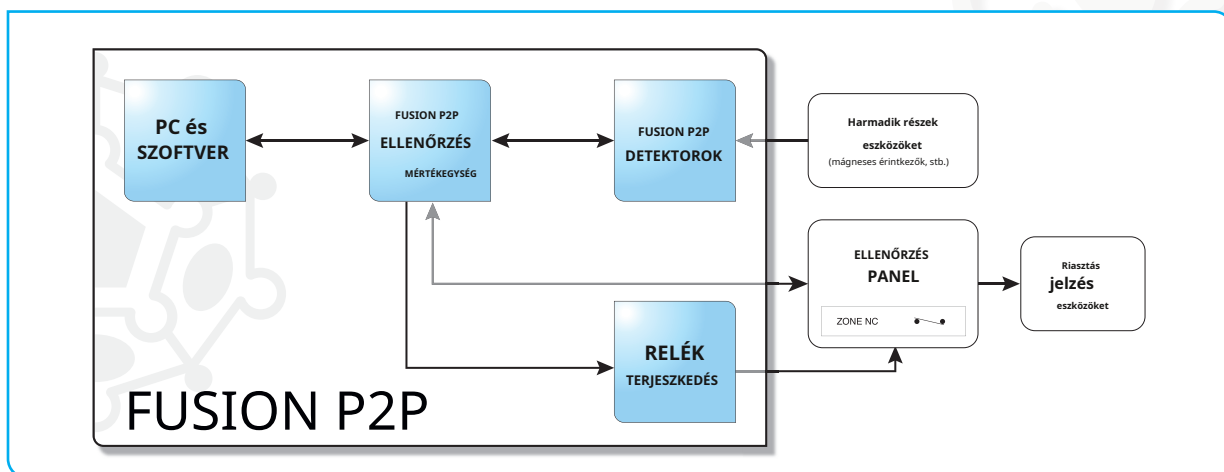 PC és
SZOFTVER
FUSION P2P
ELLENŐRZÉS
MÉRTÉKEGYSÉG
FUSION P2P
DETEKTOROK
Harmadik részek
eszközöket
(mágneses érintkezők, stb.)
ELLENŐRZÉS
PANEL
ZONE NC
Riasztás
jelzés
eszközöket
RELÉK
TERJESZKEDÉS
FUSION P2P